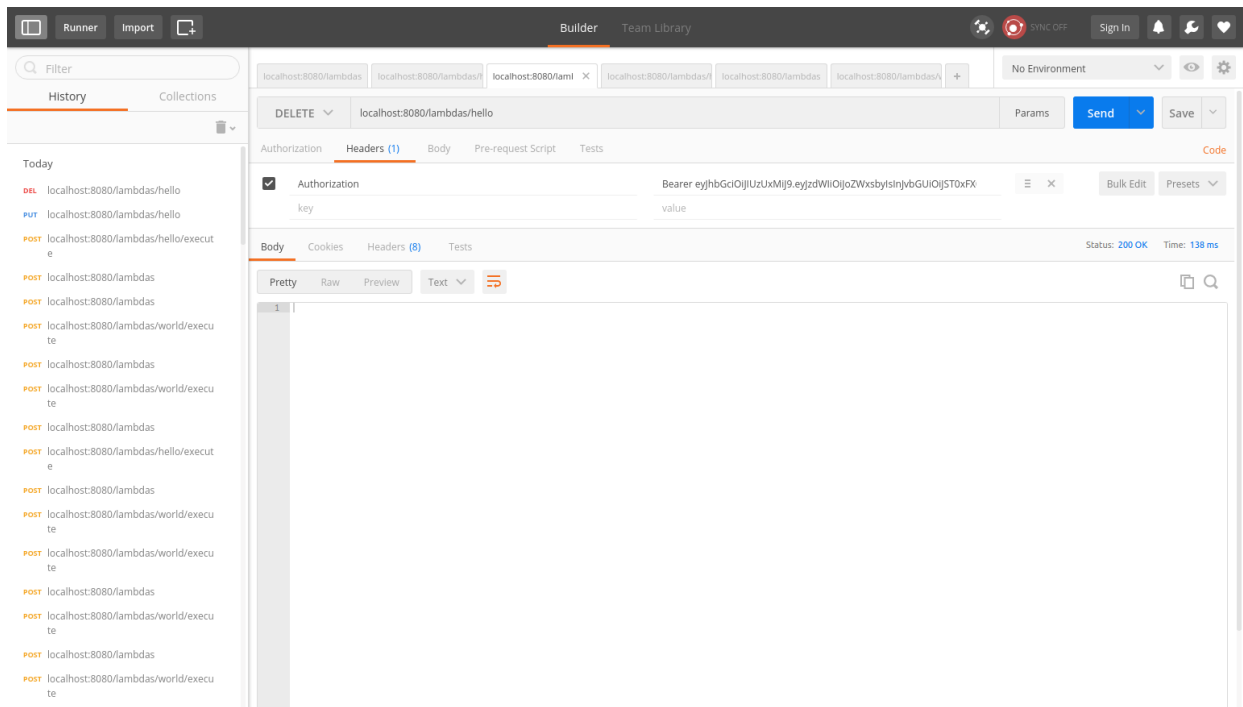 Runner Import Builder Team Library SYNC OFF Sign In
Filter
History Collections
Today
DEL localhost:8080/lambdas/hello
PUT localhost:8080/lambdas/hello
POST localhost:8080/lambdas/hello/execut
e
POST localhost:8080/lambdas
POST localhost:8080/lambdas
POST localhost:8080/lambdas/world/execu
te
POST localhost:8080/lambdas
POST localhost:8080/lambdas/world/execu
te
POST localhost:8080/lambdas
POST localhost:8080/lambdas/hello/execut
e
POST localhost:8080/lambdas
POST localhost:8080/lambdas/world/execu
te
POST localhost:8080/lambdas/world/execu
te
POST localhost:8080/lambdas
POST localhost:8080/lambdas/world/execu
te
POST localhost:8080/lambdas
POST localhost:8080/lambdas/world/execu
te
localhost:8080/lambdas localhost:8080/lambdas/ localhost:8080/laml localhost:8080/lambdas/ localhost:8080/lambdas localhost:8080/lambdas/ + No Environment
DELETE localhost:8080/lambdas/hello Params Send Save
Authorization Headers (1) Body Pre-request Script Tests Code
Authorization Bearer Bulk Edit Presets
key value
Body Cookies Headers (8) Tests Status: 200 OK Time: 138 ms
Pretty Raw Preview Text
1